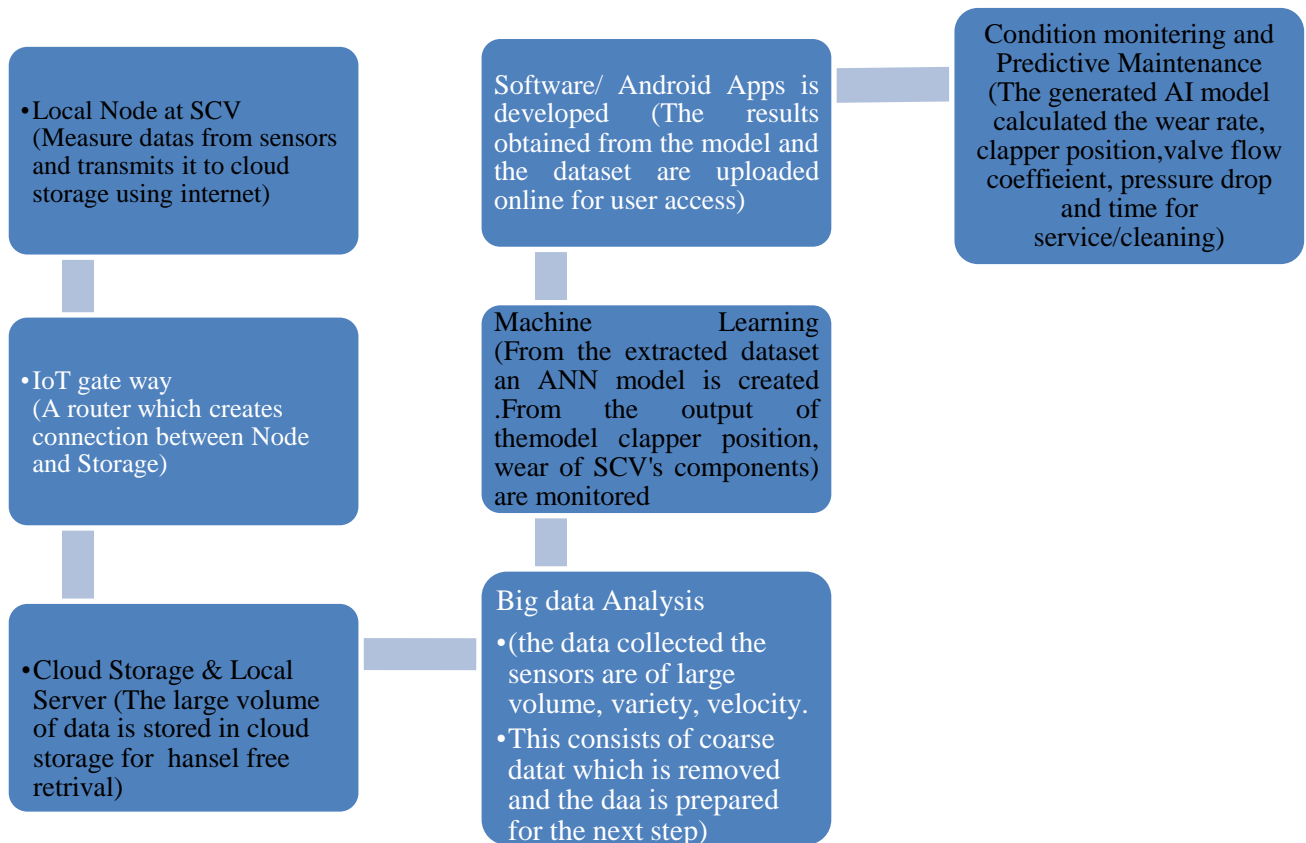 •Local Node at SCV
(Measure datas from sensors
and transmits it to cloud
storage using internet)
•IoT gate way
(A router which creates
connection between Node
and Storage)
•Cloud Storage & Local
Server (The large volume
of data is stored in cloud
storage for hansel free
retrival)
Big data Analysis
•(the data collected the
sensors are of large
volume, variety, velocity.
•This consists of coarse
datat which is removed
and the daa is prepared
for the next step)
Machine Learning
(From the extracted dataset
an ANN model is created
.From the output of
themodel clapper position,
wear of SCV's components)
are monitored
Software/ Android Apps is
developed (The results
obtained from the model and
the dataset are uploaded
online for user access)
Condition monitering and
Predictive Maintenance
(The generated AI model
calculated the wear rate,
clapper position,valve flow
coeffieient, pressure drop
and time for
service/cleaning)